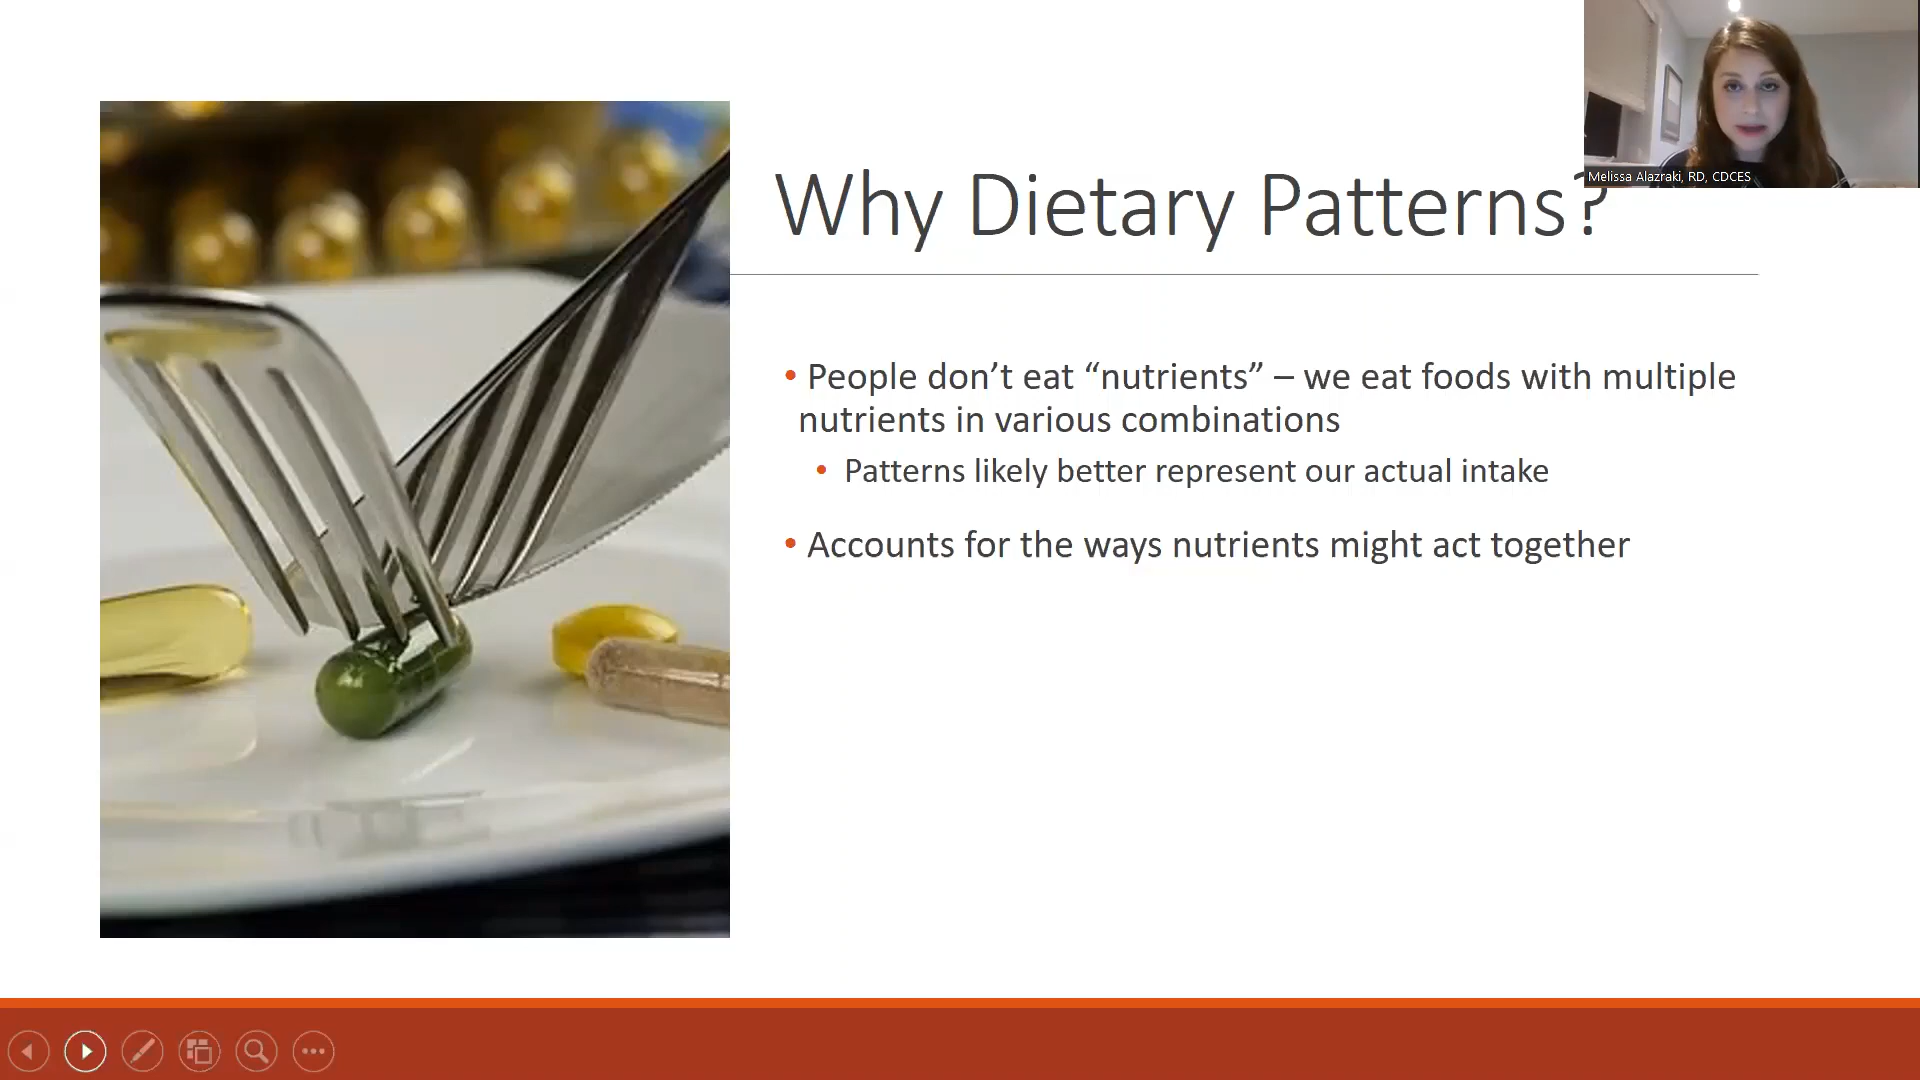 Melissa Alazraki, RD, CDCES
Why Dietary Patterns?
• People don’t eat “nutrients” – we eat foods with multiple
nutrients in various combinations
• Patterns likely better represent our actual intake
• Accounts for the ways nutrients might act together